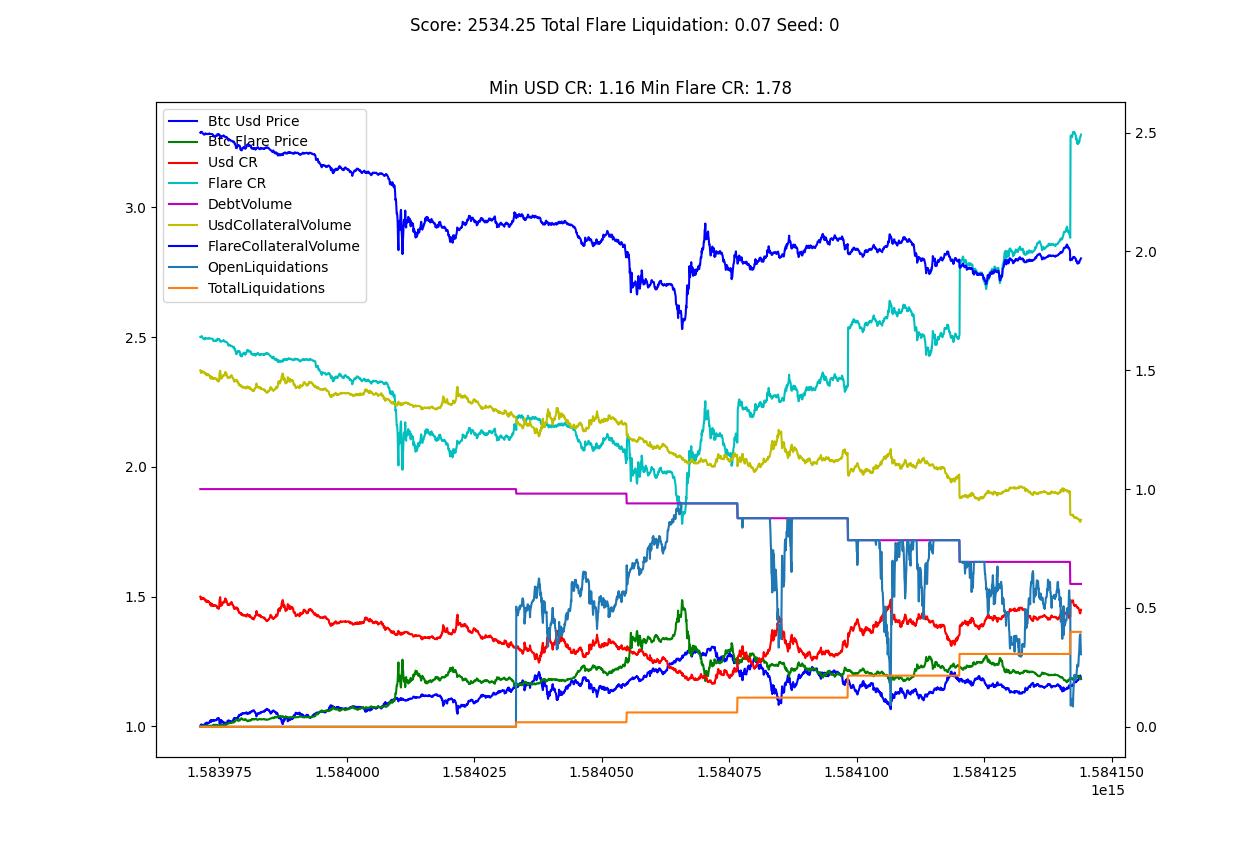 Score: 2534.25 Total Flare Liquidation: 0.07 Seed: 0
Min USD CR: 1.16 Min Flare CR: 1.78
Btc Usd Price
Btc Flare Price
Usd CR
Flare CR
DebtVolume
UsdCollateralVolume
FlareCollateralVolume
OpenLiquidations
TotalLiquidations
3.0
2.5
2.0
1.5
1.0
2.5
2.0
1.5
1.0
0.5
0.0
1.583975 1.584000 1.584025 1.584050 1.584075 1.584100 1.584125 1.584150
1e15